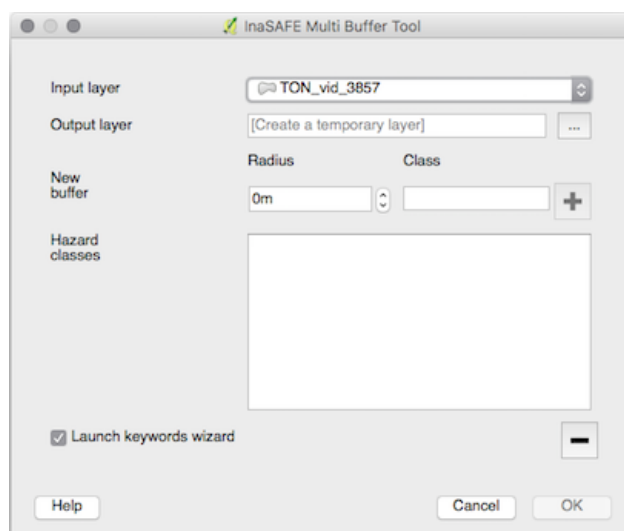 InaSAFE Multi Buffer Tool
Input layer
TON_vid_3857
Output layer
[Create a temporary layer]
...
Radius
Class
New
buffer
0m
Hazard
classes
Launch keywords wizard
Help
Cancel
OK